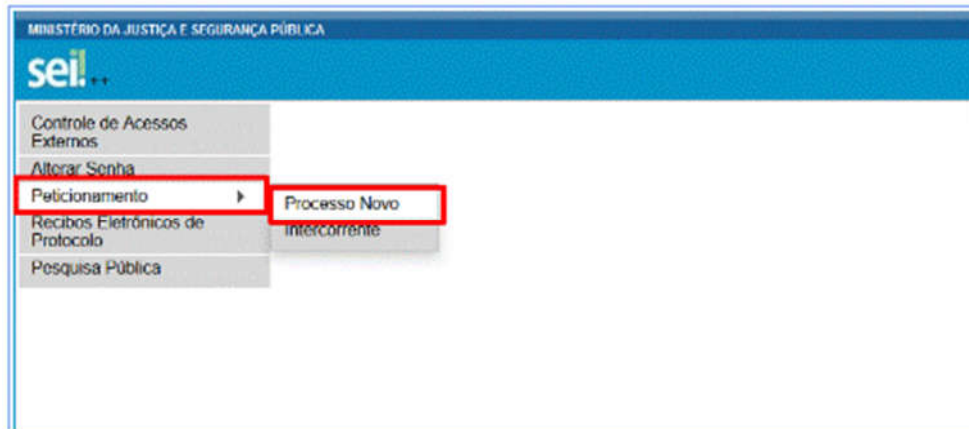 MINISTÉRIO DA JUSTIÇA E SEGURANÇA PÚBLICA
sei!
Controle de Acessos
Externos
Alterar Senha
Peticionamento
Processo Novo
Recibos Eletrônicos de
Protocolo
Intercorrente
Pesquisa Pública